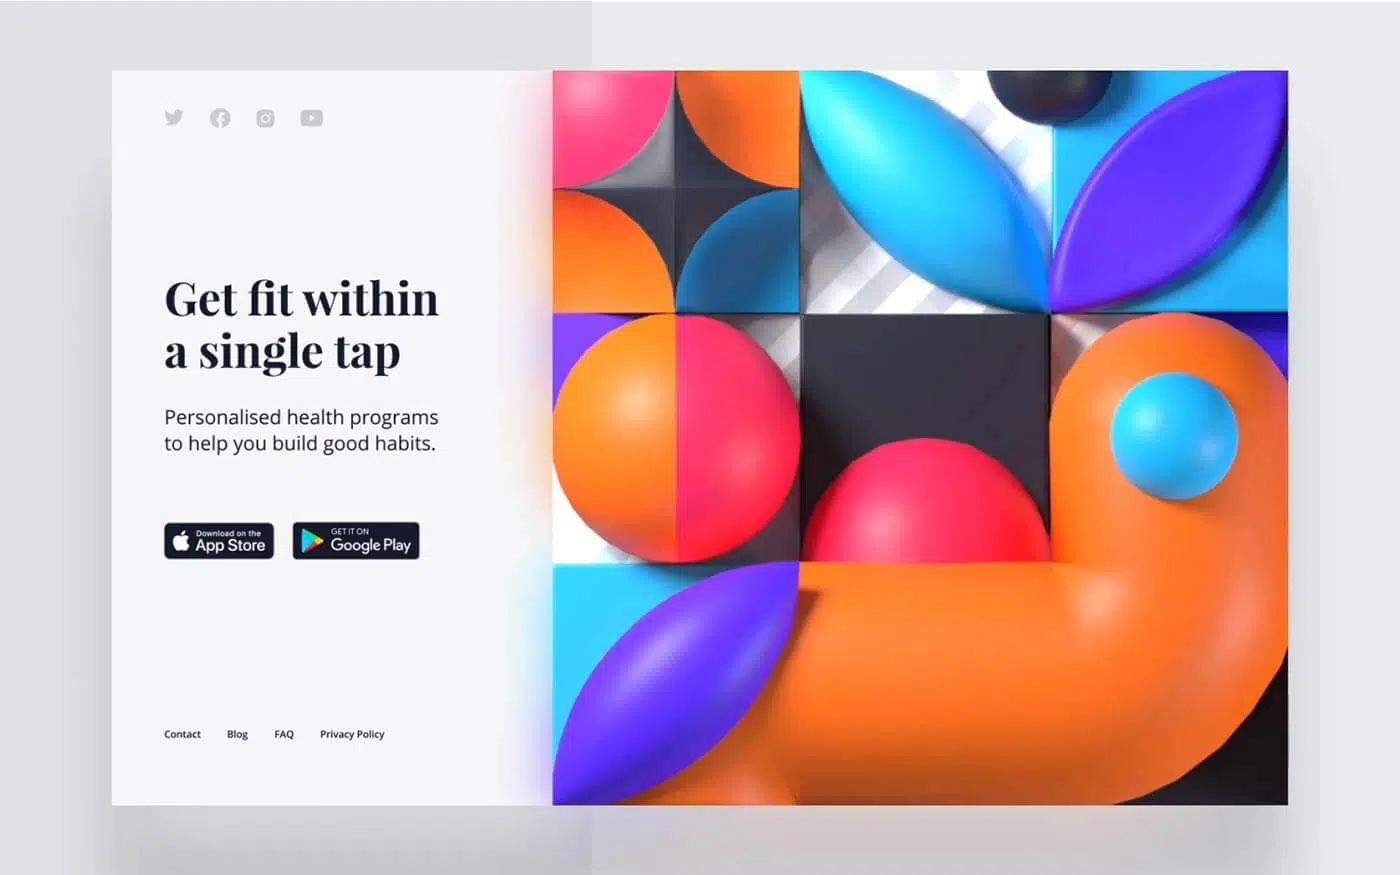 Get fit within
a single tap
Personalised health programs
to help you build good habits.
Download on the
App Store
GET IT ON
Google Play
Contact Blog FAQ Privacy Policy